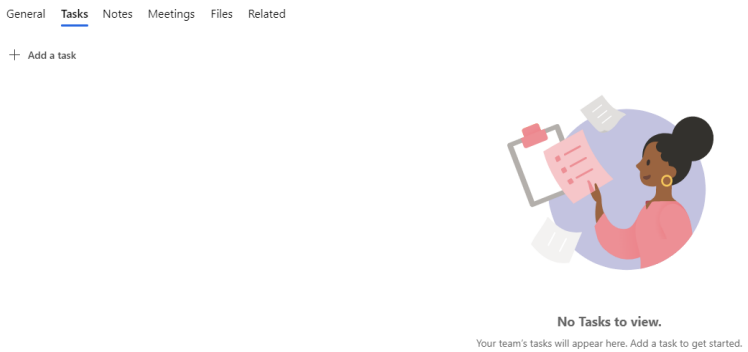 General Tasks Notes Meetings Files Related
+ Add a task
No Tasks to view.
Your team's tasks will appear here. Add a task to get started.